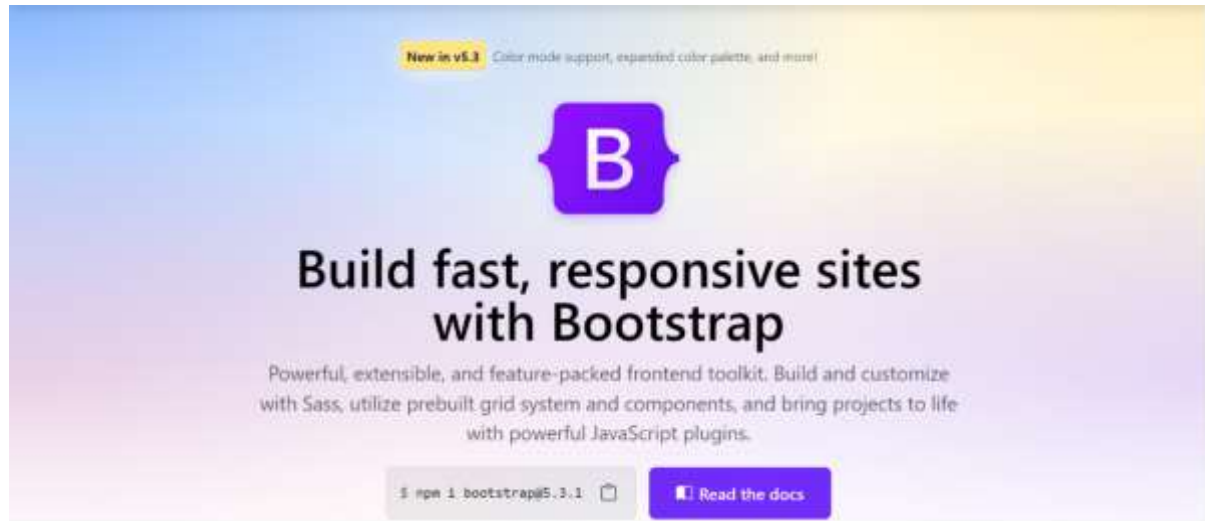 New in v5.3 Color mode support, expanded color palette, and more!
B
Build fast, responsive sites
with Bootstrap
Powerful, extensible, and feature-packed frontend toolkit. Build and customize
with Sass, utilize prebuilt grid system and components, and bring projects to life
with powerful JavaScript plugins.
$ npm i bootstrap@5.3.1
Read the docs